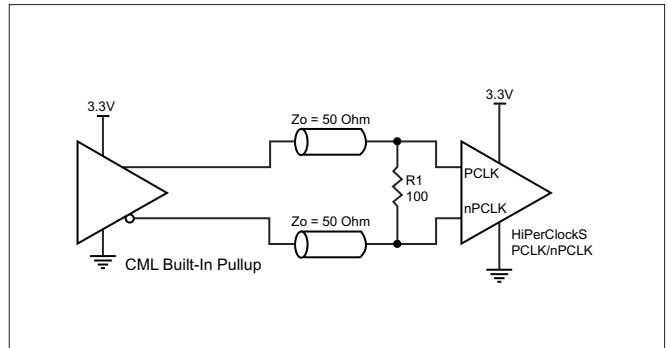 3.3V
3.3V
Zo = 50 Ohm
R1
100
PCLK
nPCLK
Zo = 50 Ohm
HiPerClockS
PCLK/nPCLK
CML Built-In Pullup